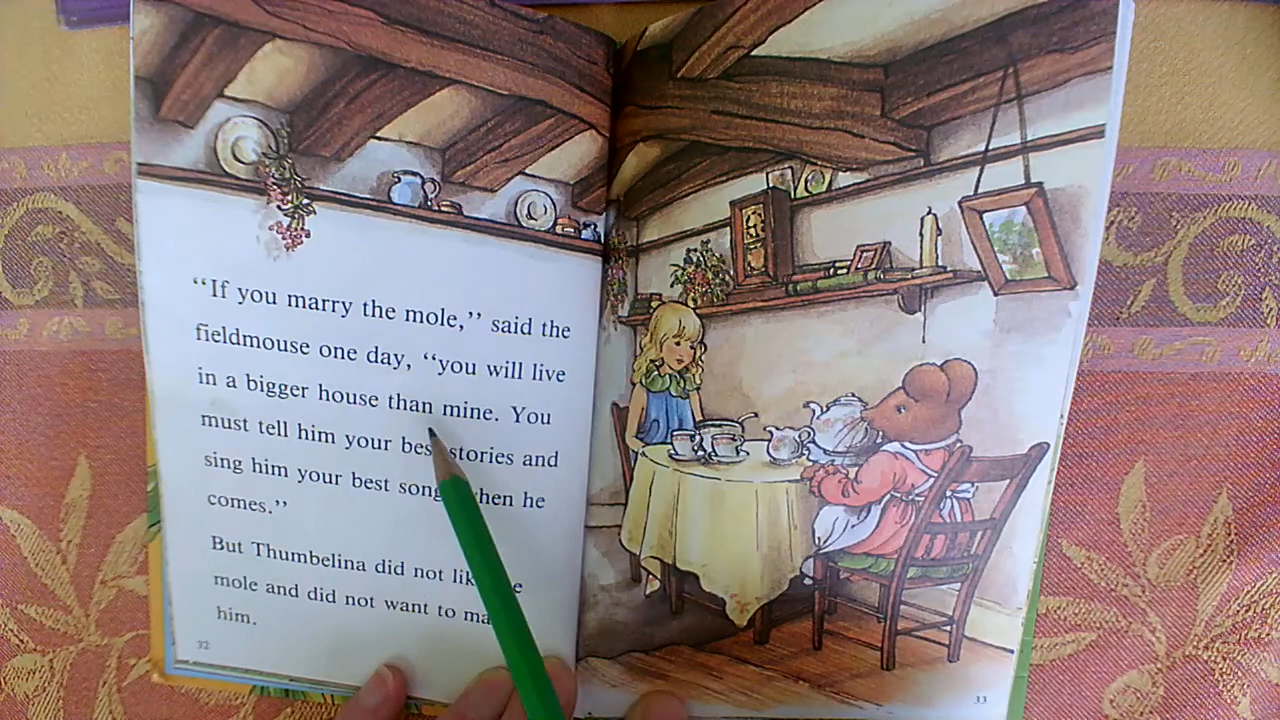 “If you marry the mole,” said the
fieldmouse one day, “you will live
in a bigger house than mine. You
must tell him your best stories and
sing him your best when he
comes.”
But Thumbelina did not
mole and did not want to
him.
32
33